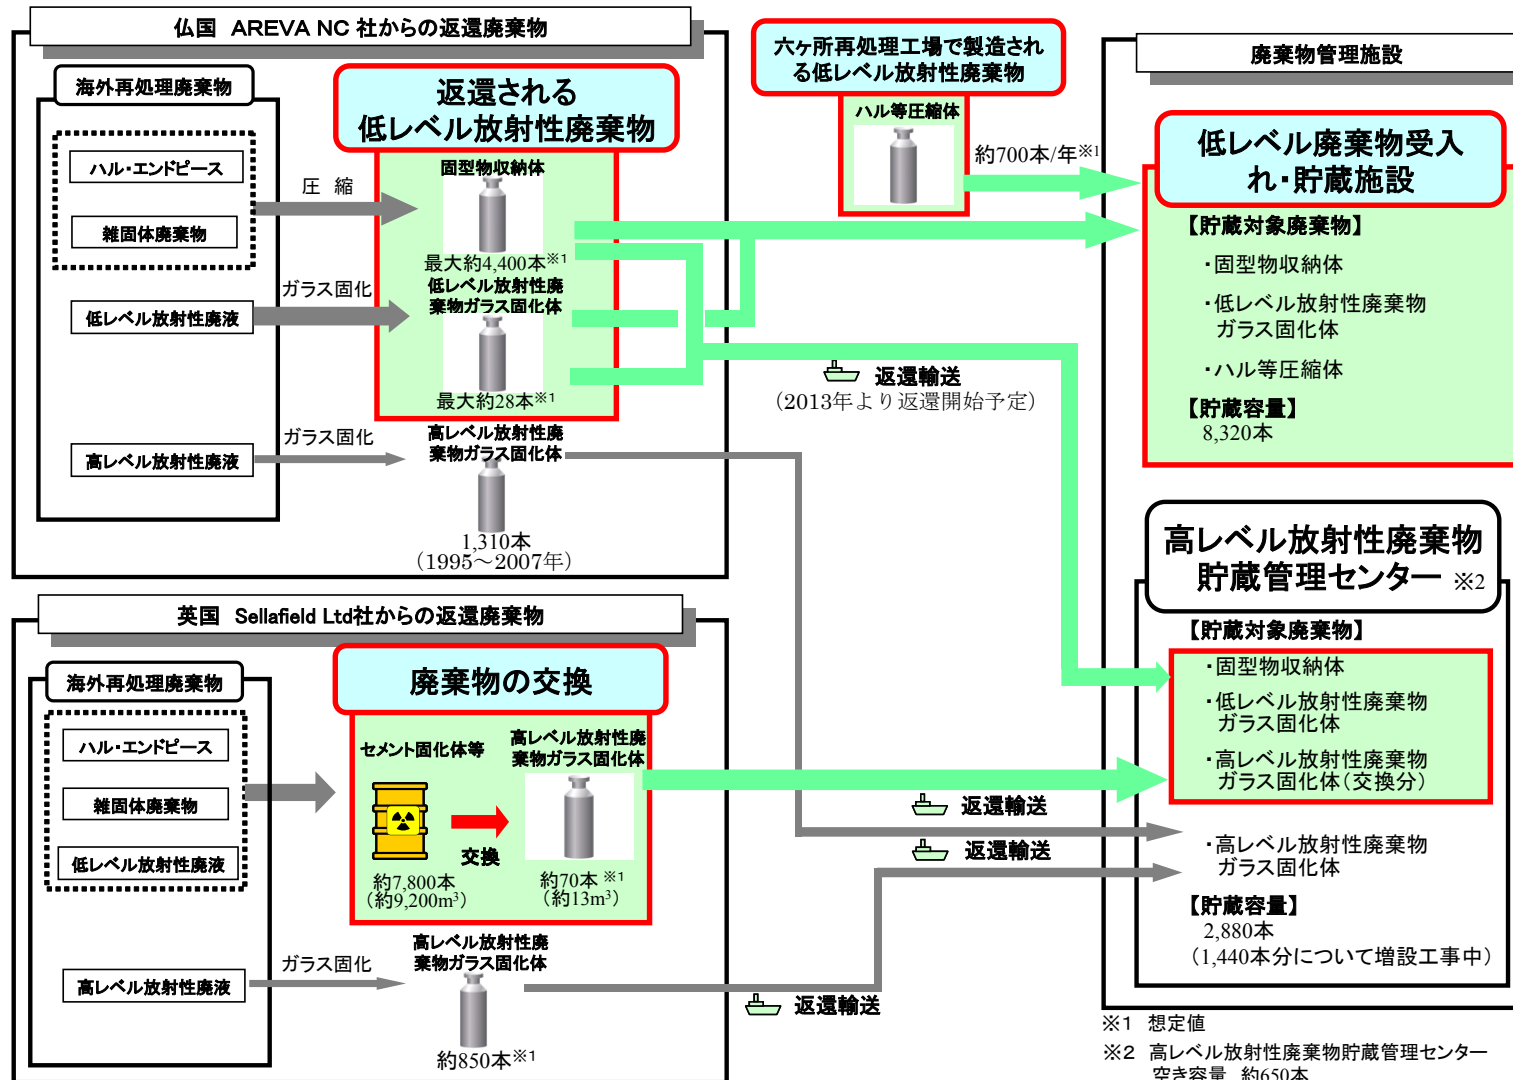 仏国 AREVA NC 社からの返還廃棄物
海外再処理廃棄物
ハル・エンドピース
雑固体廃棄物
低レベル放射性廃液
高レベル放射性廃液
圧 縮
ガラス固化
ガラス固化
返還される
低レベル放射性廃棄物
固型物収納体
最大約4,400本※1
低レベル放射性廃
棄物ガラス固化体
最大約28本※1
高レベル放射性廃
棄物ガラス固化体
1,310本
(1995～2007年)
六ヶ所再処理工場で製造され
る低レベル放射性廃棄物
ハル等圧縮体
約700本/年※1
返還輸送
(2013年より返還開始予定)
英国 Sellafield Ltd社からの返還廃棄物
海外再処理廃棄物
ハル・エンドピース
雑固体廃棄物
低レベル放射性廃液
高レベル放射性廃液
ガラス固化
廃棄物の交換
セメント固化体等
約7,800本
(約9,200m³)
交換
高レベル放射性廃
棄物ガラス固化体
約70本※1
(約13m³)
高レベル放射性廃
棄物ガラス固化体
約850本※1
返還輸送
返還輸送
返還輸送
廃棄物管理施設
低レベル廃棄物受入
れ・貯蔵施設
【貯蔵対象廃棄物】
・固型物収納体
・低レベル放射性廃棄物
ガラス固化体
・ハル等圧縮体
【貯蔵容量】
8,320本
高レベル放射性廃棄物
貯蔵管理センター ※2
【貯蔵対象廃棄物】
・固型物収納体
・低レベル放射性廃棄物
ガラス固化体
・高レベル放射性廃棄物
ガラス固化体(交換分)
・高レベル放射性廃棄物
ガラス固化体
【貯蔵容量】
2,880本
(1,440本分について増設工事中)
※1 想定値
※2 高レベル放射性廃棄物貯蔵管理センター
空き容量 約650本